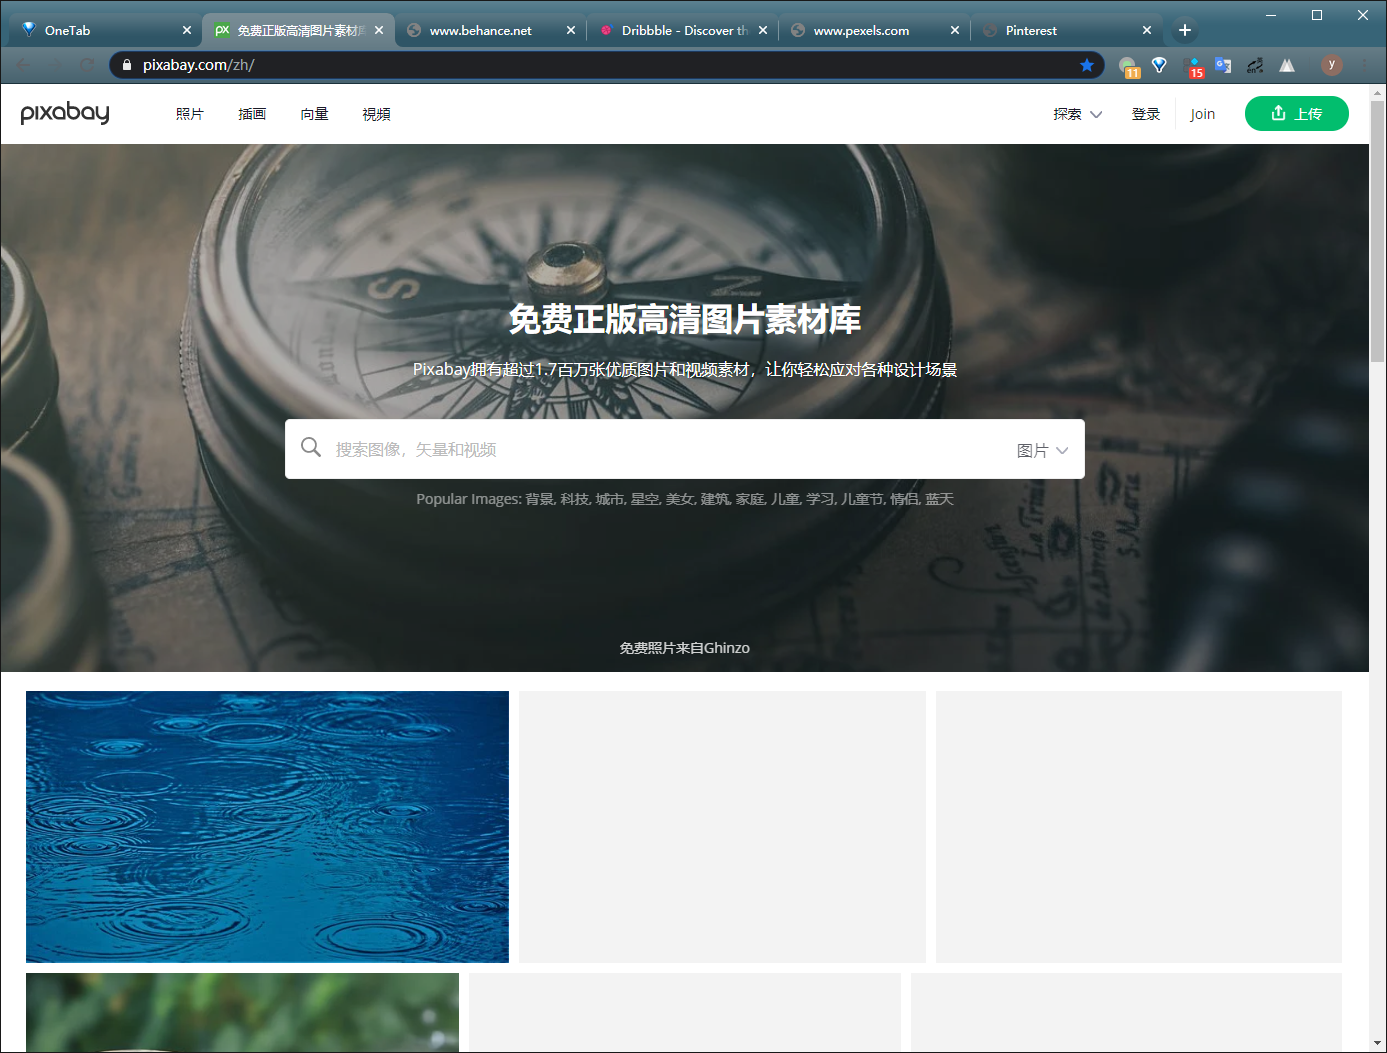 OneTab
免费正版高清图片素材库
www.behance.net
Dribbble - Discover th
www.pexels.com
Pinterest
pixabay.com/zh/
11
15
y
pixabay
照片
插画
向量
視頻
探索
登录
Join
上传
S
N
免费正版高清图片素材库
Pixabay拥有超过1.7百万张优质图片和视频素材，让你轻松应对各种设计场景
搜索图像，矢量和视频
图片
Popular Images: 背景, 科技, 城市, 星空, 美女, 建筑, 家庭, 儿童, 学习, 儿童节, 情侣, 蓝天
La Trin
S. Maria
免费照片来自Ghinzo